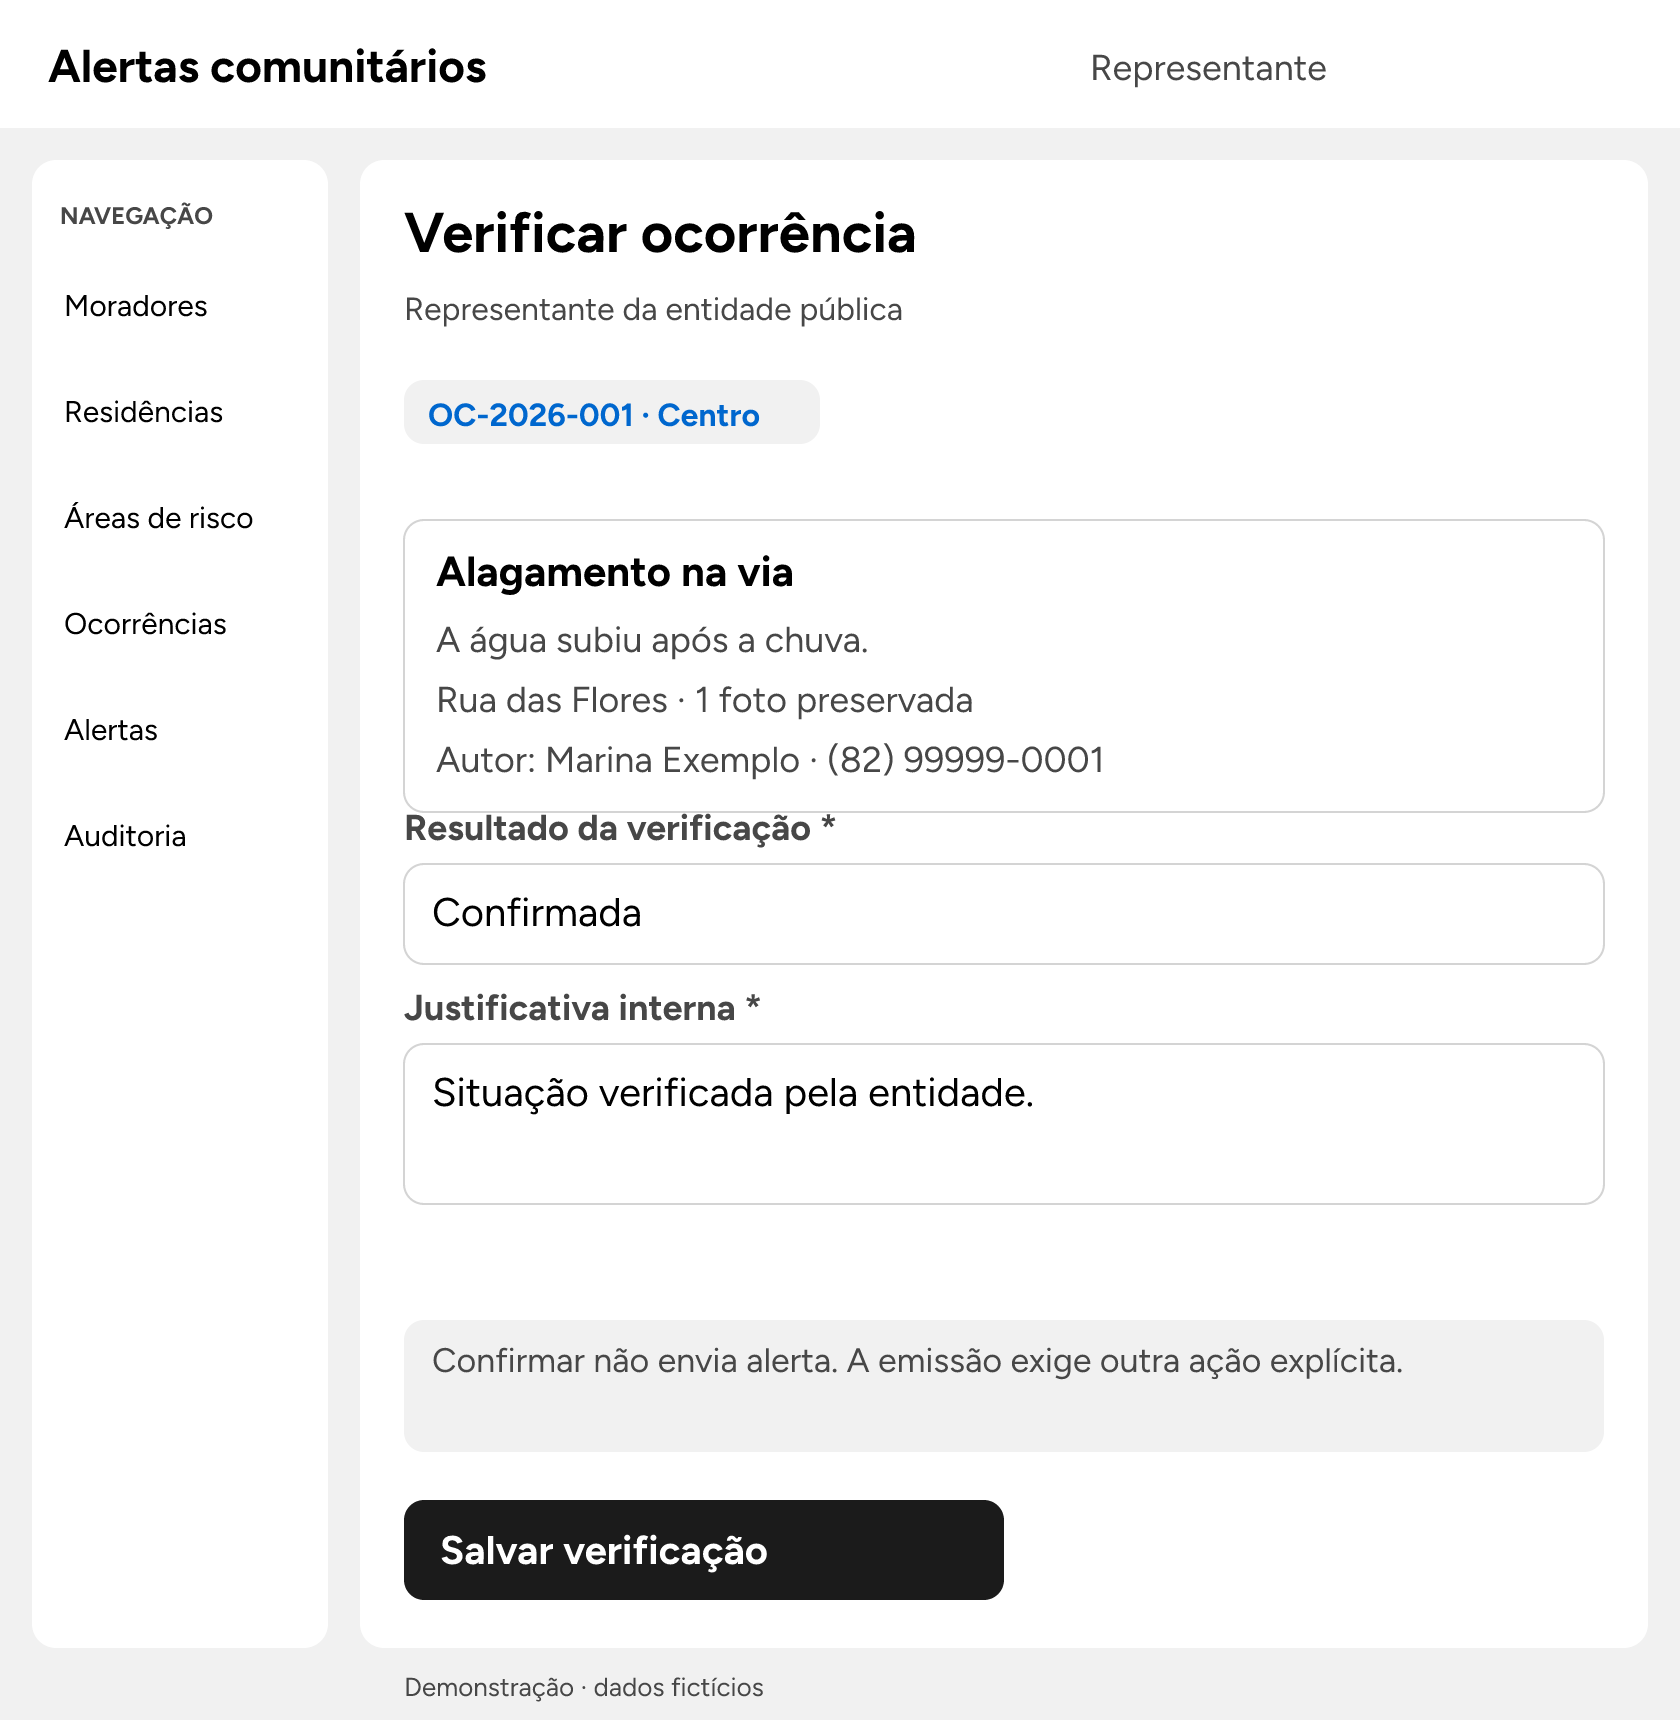 Alertas comunitários
Representante
NAVEGAÇÃO
Moradores
Residências
Áreas de risco
Ocorrências
Alertas
Auditoria
Verificar ocorrência
Representante da entidade pública
OC-2026-001 · Centro
Alagamento na via
A água subiu após a chuva.
Rua das Flores · 1 foto preservada
Autor: Marina Exemplo · (82) 99999-0001
Resultado da verificação *
Confirmada
Justificativa interna *
Situação verificada pela entidade.
Confirmar não envia alerta. A emissão exige outra ação explícita.
Salvar verificação
Demonstração · dados fictícios